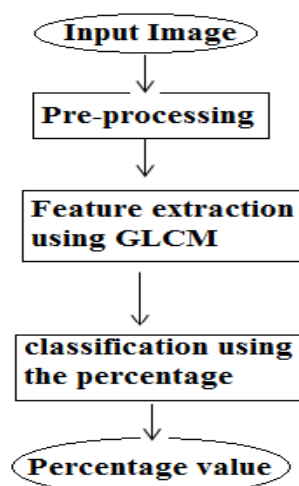 Input Image
Pre-processing
Feature extraction
using GLCM
classification using
the percentage
Percentage value